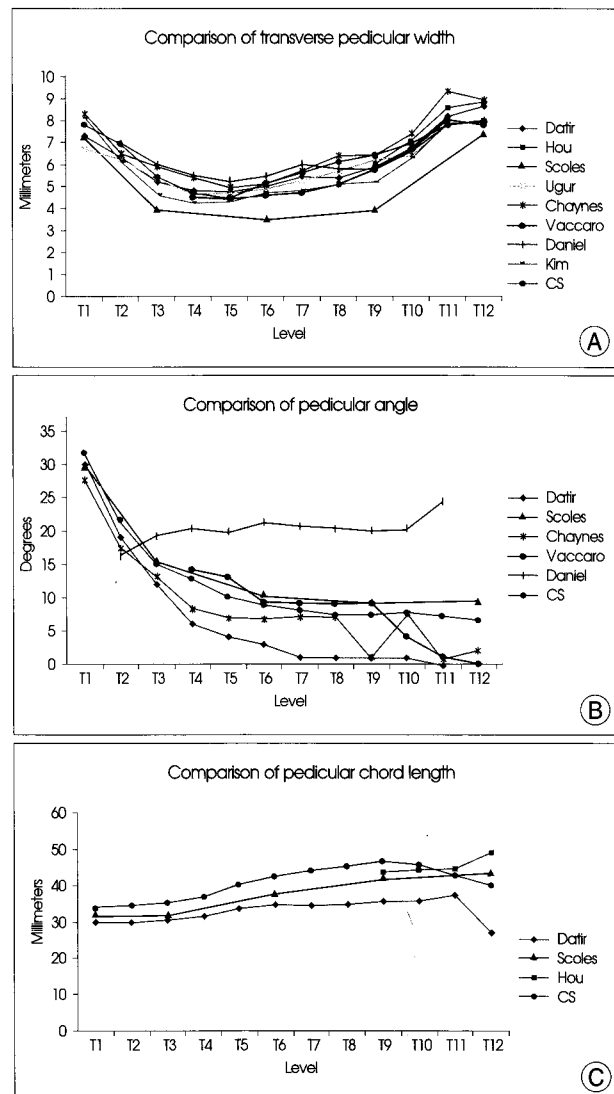 Comparison of transverse pedicular width
10
9
8
7
6
5
4
3
2
1
0
Millimeters
T1 T2 T3 T4 T5 T6 T7 T8 T9 T10 T11 T12
Level
Datir
Hou
Scoles
Ugur
Chaynes
Vaccaro
Daniel
Kim
CS
A
Comparison of pedicular angle
35
30
25
20
15
10
5
0
Degrees
T1 T2 T3 T4 T5 T6 T7 T8 T9 T10 T11 T12
Level
Datir
Scoles
Chaynes
Vaccaro
Daniel
CS
B
Comparison of pedicular chord length
60
50
40
30
20
10
0
Millimeters
T1 T2 T3 T4 T5 T6 T7 T8 T9 T10 T11 T12
Level
Datir
Scoles
Hou
CS
C